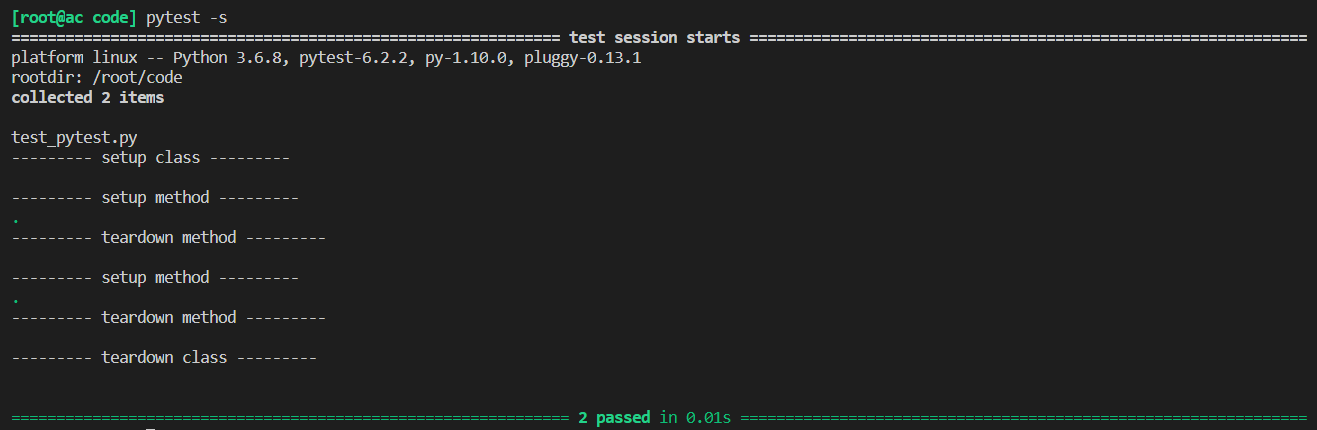 [root@ac code] pytest -s
============================================================= test session starts ==============================================================
platform linux -- Python 3.6.8, pytest-6.2.2, py-1.10.0, pluggy-0.13.1
rootdir: /root/code
collected 2 items
test_pytest.py
--------- setup class ---------
--------- setup method ---------
.
--------- teardown method ---------
--------- setup method ---------
.
--------- teardown method ---------
--------- teardown class ---------
============================================================== 2 passed in 0.01s ===============================================================